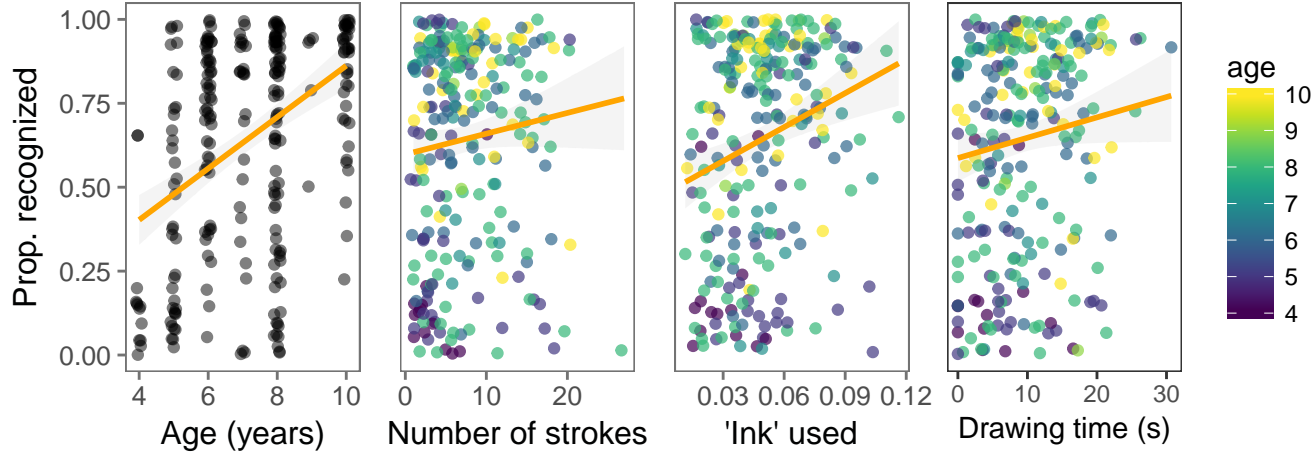 Prop. recognized
1.00
0.75
0.50
0.25
0.00
4 6 8 10
Age (years)
0 10 20
Number of strokes
0.03 0.06 0.09 0.12
'Ink' used
0 10 20 30
Drawing time (s)
age
10
9
8
7
6
5
4